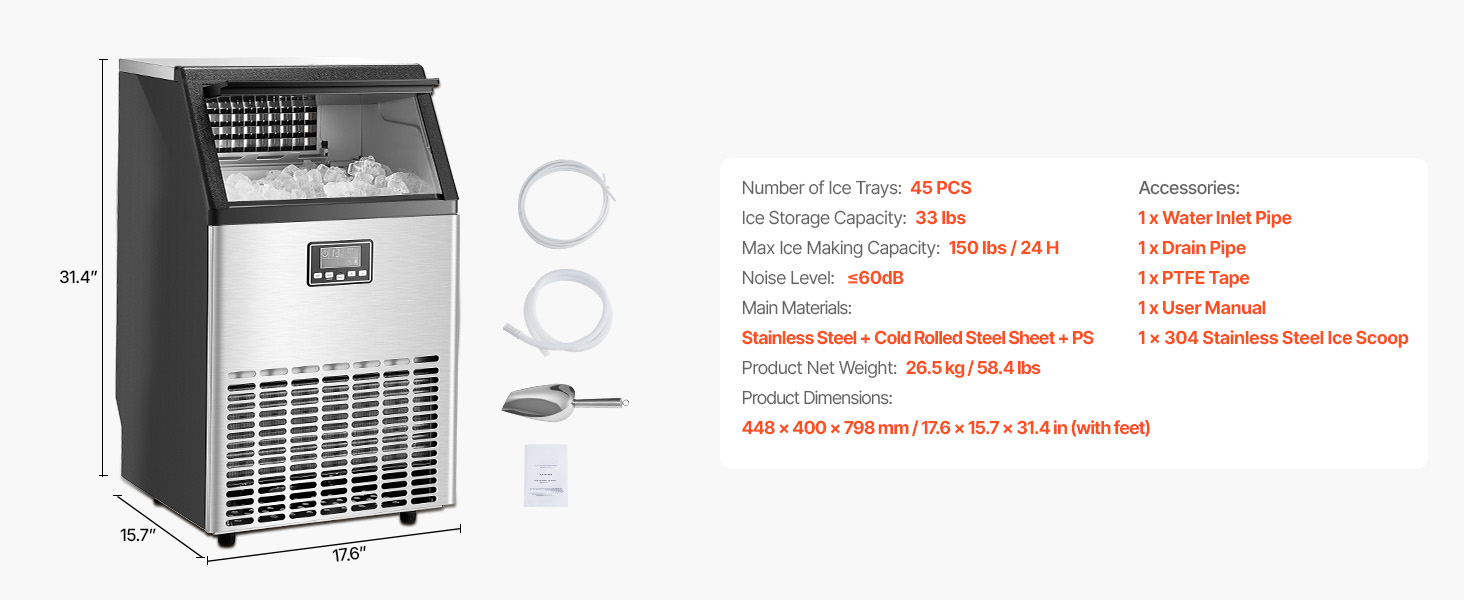 31.4″
15.7″
17.6″
Number of Ice Trays: 45 PCS
Ice Storage Capacity: 33 lbs
Max Ice Making Capacity: 150 lbs / 24 H
Noise Level: ≤60dB
Main Materials:
Stainless Steel + Cold Rolled Steel Sheet + PS
Product Net Weight: 26.5 kg / 58.4 lbs
Product Dimensions:
448 × 400 × 798 mm / 17.6 × 15.7 × 31.4 in (with feet)
Accessories:
1 x Water Inlet Pipe
1 x Drain Pipe
1 x PTFE Tape
1 x User Manual
1 × 304 Stainless Steel Ice Scoop